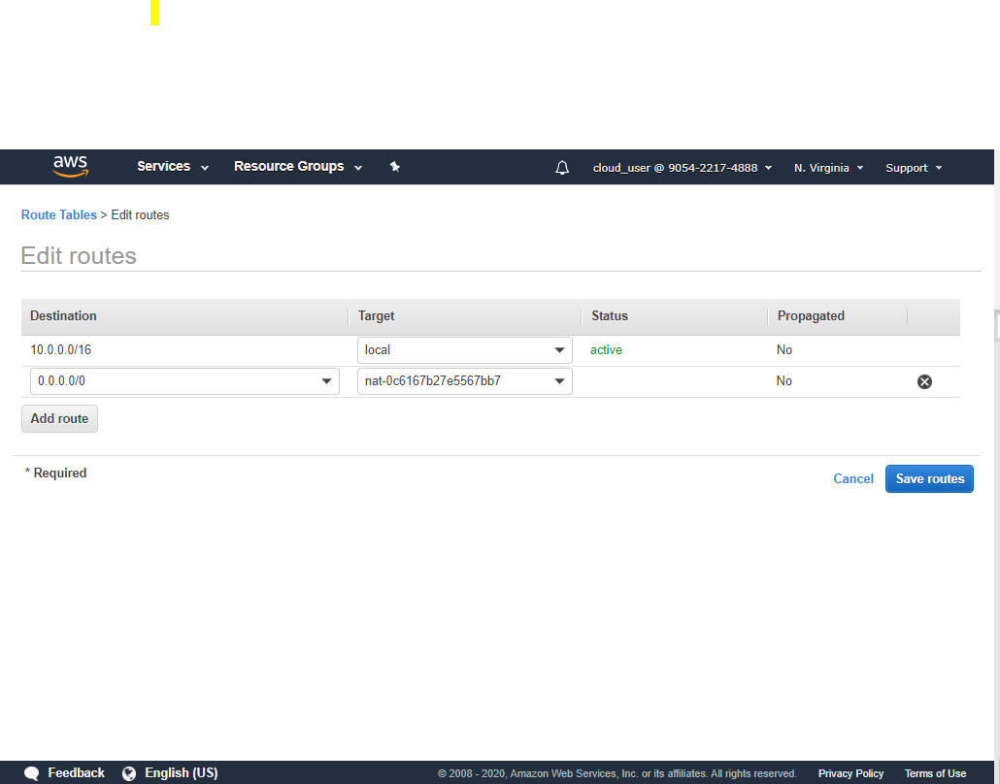 aws Services Resource Groups cloud_user @ 9054-2217-4888 N. Virginia Support
Route Tables > Edit routes
Edit routes
Destination Target Status Propagated
10.0.0.0/16 local active No
0.0.0.0/0 nat-0c6167b27e5567bb7 No
Add route
* Required
Cancel Save routes
Feedback English (US) © 2008 - 2020, Amazon Web Services, Inc. or its affiliates. All rights reserved. Privacy Policy Terms of Use